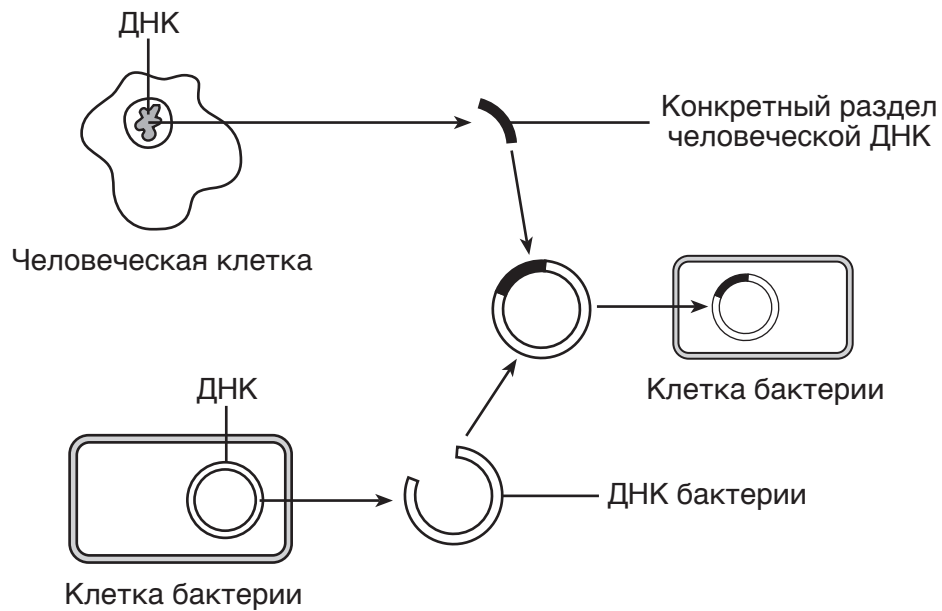 ДНК
Конкретный раздел
человеческой ДНК
Человеческая клетка
Клетка бактерии
ДНК
ДНК бактерии
Клетка бактерии